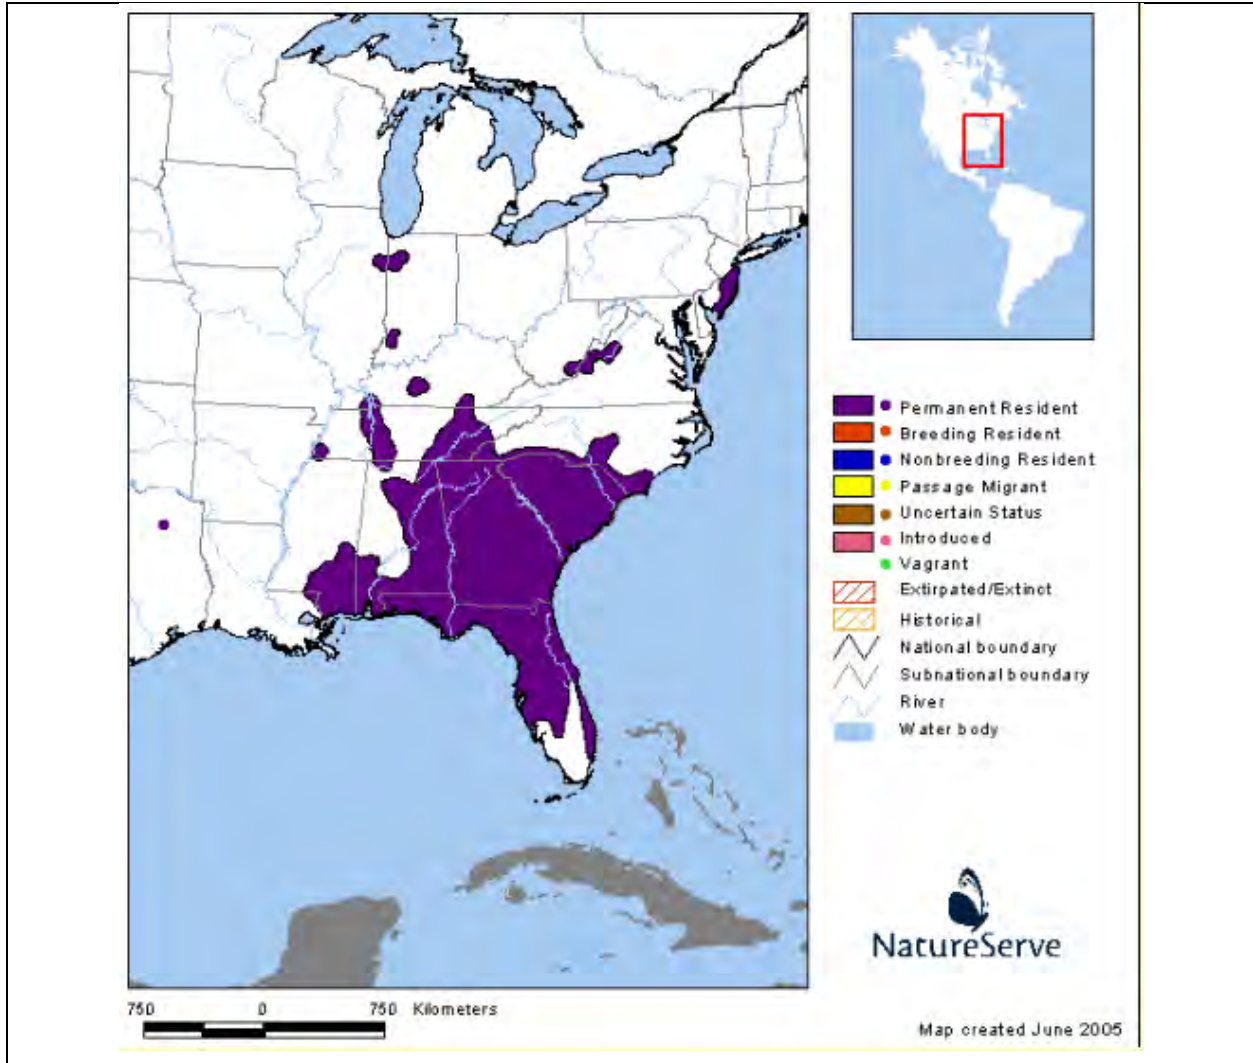 Permanent Resident
Breeding Resident
Nonbreeding Resident
Passage Migrant
Uncertain Status
Introduced
Vagrant
Extirpated/Extinct
Historical
National boundary
Subnational boundary
River
Water body
NatureServe
750 0 750 Kilometers
Map created June 2005